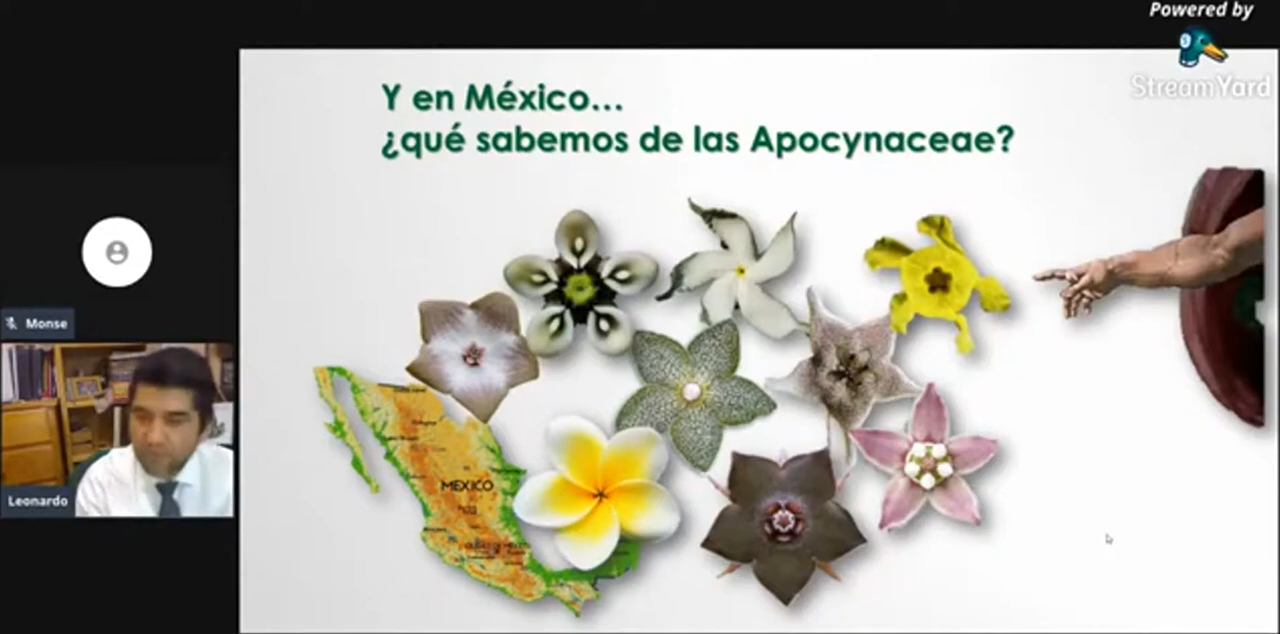 Powered by
StreamYard
Y en México...
¿qué sabemos de las Apocynaceae?
MEXICO
Monse
Leonardo